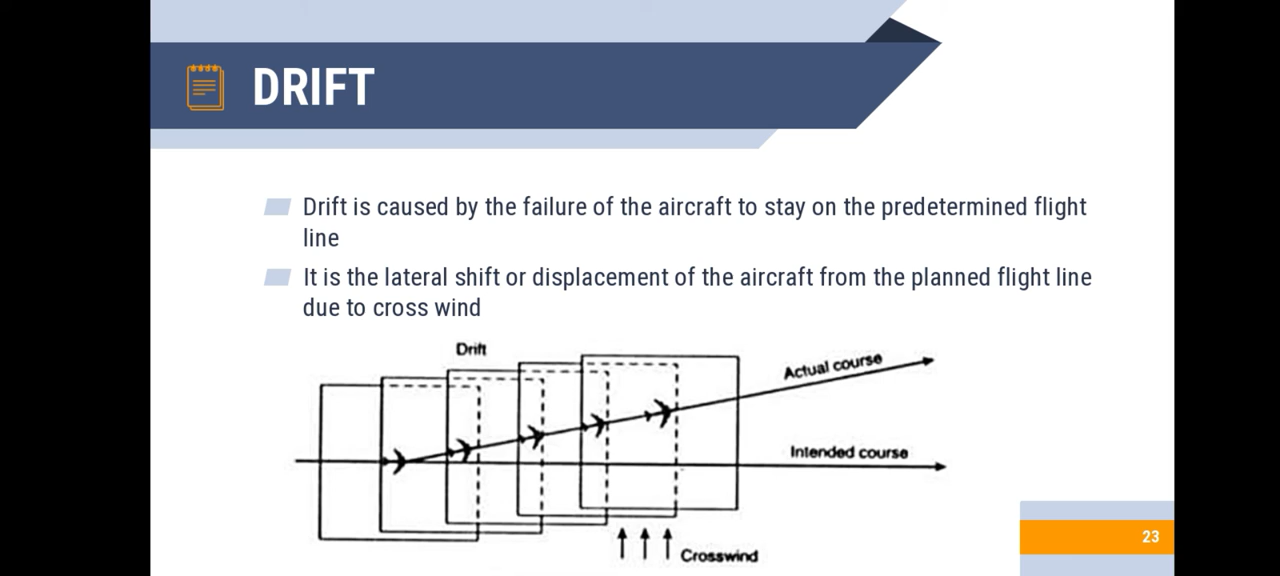 DRIFT
Drift is caused by the failure of the aircraft to stay on the predetermined flight
line
It is the lateral shift or displacement of the aircraft from the planned flight line
due to cross wind
Drift
Actual course
Intended course
Crosswind
23